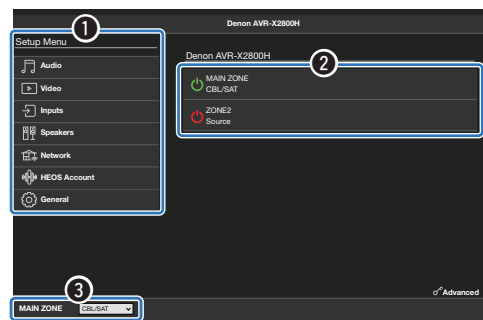 Denon AVR-X2800H
1
Setup Menu
Audio
Video
Inputs
Speakers
Network
HEOS Account
General
Denon AVR-X2800H
2
MAIN ZONE
CBL/SAT
ZONE2
Source
Advanced
3
MAIN ZONE CBL/SAT